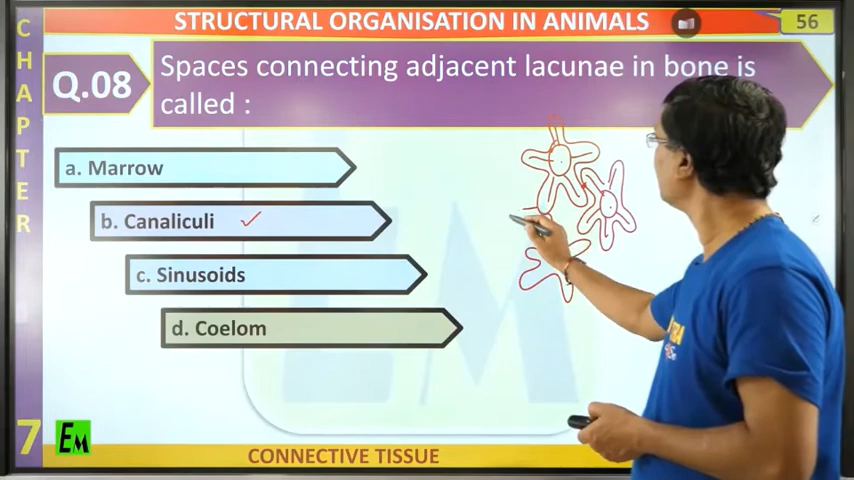 STRUCTURAL ORGANISATION IN ANIMALS
56
CHAPTER
7
Q.08
Spaces connecting adjacent lacunae in bone is
called :
a. Marrow
b. Canaliculi
c. Sinusoids
d. Coelom
EM
CONNECTIVE TISSUE